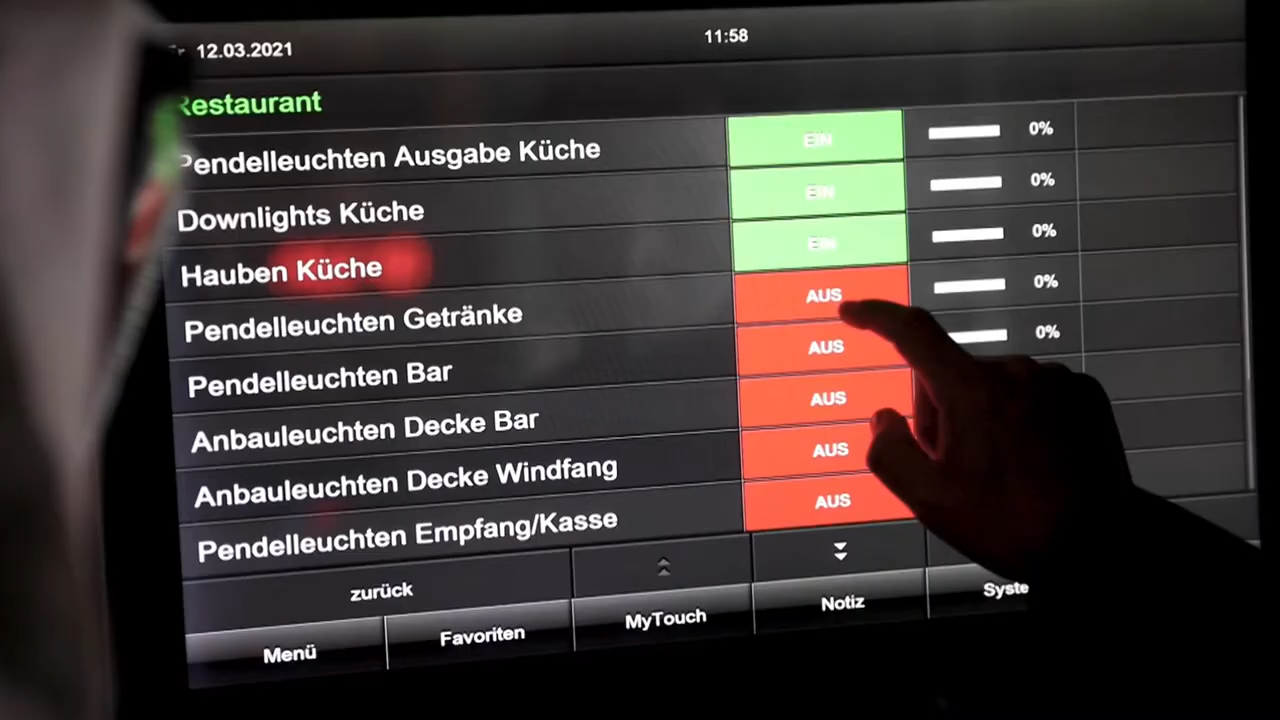 12.03.2021 11:58
Restaurant
Pendelleuchten Ausgabe Küche EIN 0%
Downlights Küche EIN 0%
Hauben Küche EIN 0%
Pendelleuchten Getränke AUS 0%
Pendelleuchten Bar AUS 0%
Anbauleuchten Decke Bar AUS
Anbauleuchten Decke Windfang AUS
Pendelleuchten Empfang/Kasse AUS
zurück
Menü Favoriten MyTouch Notiz Syste